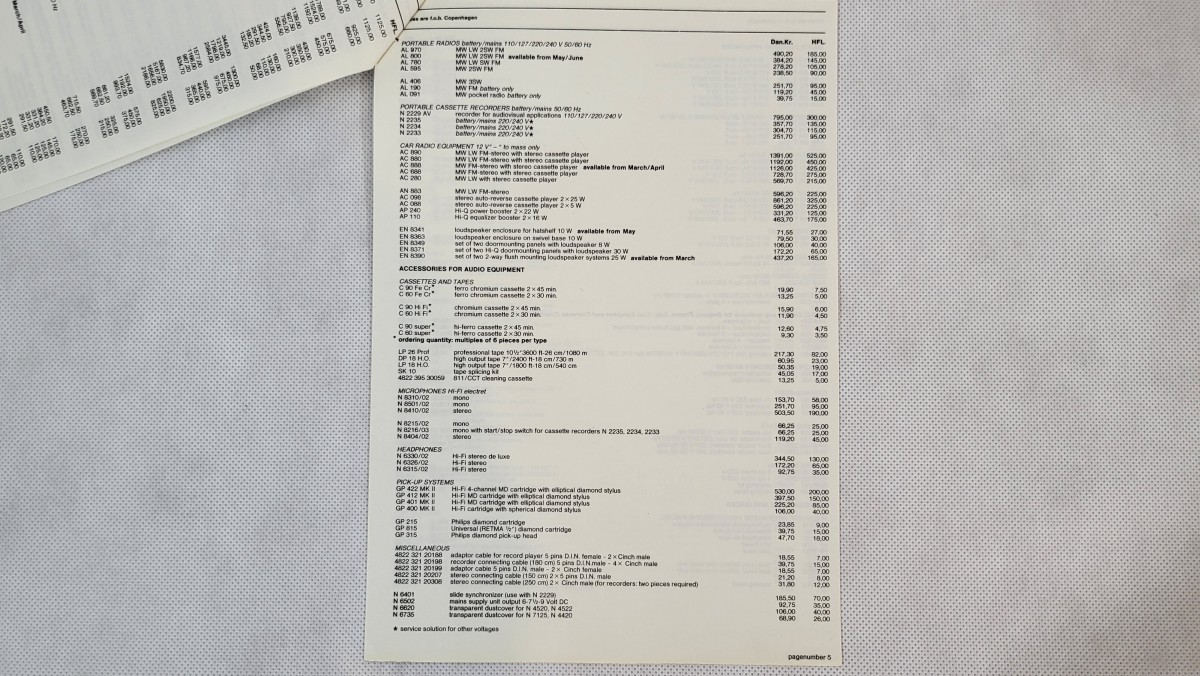 es are f.o.b. Copenhagen
Dan.Kr. HFL.
PORTABLE RADIOS battery/mains 110/127/220/240 V 50/60 Hz
AL 970 MW LW 2SW FM 490,20 185,00
AL 800 MW LW 2SW FM available from May/June 384,20 145,00
AL 780 MW LW SW FM 278,20 105,00
AL 595 MW 2SW FM 238,50 90,00
AL 406 MW 3SW 251,70 95,00
AL 190 MW FM battery only 119,20 45,00
AL 091 MW pocket radio battery only 39,75 15,00
PORTABLE CASSETTE RECORDERS battery/mains 50/60 Hz
N 2229 AV recorder for audiovisual applications 110/127/220/240 V 795,00 300,00
N 2235 battery/mains 220/240 V★ 357,70 135,00
N 2234 battery/mains 220/240 V★ 304,70 115,00
N 2233 battery/mains 220/240 V★ 251,70 95,00
CAR RADIO EQUIPMENT 12 V" – " to mass only
AC 890 MW LW FM-stereo with stereo cassette player 1391,00 525,00
AC 880 MW LW FM-stereo with stereo cassette player 1192,00 450,00
AC 888 MW FM-stereo with stereo cassette player available from March/April 1126,00 425,00
AC 688 MW FM-stereo with stereo cassette player 728,70 275,00
AC 280 MW LW with stereo cassette player 569,70 215,00
AN 883 MW LW FM-stereo 596,20 225,00
AC 098 stereo auto-reverse cassette player 2 × 25 W 861,20 325,00
AC 088 stereo auto-reverse cassette player 2 × 5 W 596,20 225,00
AP 240 Hi-Q power booster 2 × 22 W 331,20 125,00
AP 110 Hi-Q equalizer booster 2 × 16 W 463,70 175,00
EN 8341 loudspeaker enclosure for hatshelf 10 W available from May 71,55 27,00
EN 8363 loudspeaker enclosure on swivel base 10 W 79,50 30,00
EN 8349 set of two doormounting panels with loudspeaker 8 W 106,00 40,00
EN 8371 set of two Hi-Q doormounting panels with loudspeaker 30 W 172,20 65,00
EN 8390 set of two 2-way flush mounting loudspeaker systems 25 W available from March 437,20 165,00
ACCESSORIES FOR AUDIO EQUIPMENT
CASSETTES AND TAPES
C 90 Fe Cr* ferro chromium cassette 2 × 45 min. 19,90 7,50
C 60 Fe Cr* ferro chromium cassette 2 × 30 min. 13,25 5,00
C 90 Hi Fi* chromium cassette 2 × 45 min. 15,90 6,00
C 60 Hi Fi* chromium cassette 2 × 30 min. 11,90 4,50
C 90 super* hi-ferro cassette 2 × 45 min. 12,60 4,75
C 60 super* hi-ferro cassette 2 × 30 min. 9,30 3,50
* ordering quantity: multiples of 6 pieces per type
LP 26 Prof professional tape 10½"3600 ft-26 cm/1080 m 217,30 82,00
DP 18 H.O. high output tape 7"/2400 ft-18 cm/730 m 60,95 23,00
LP 18 H.O. high output tape 7"/1800 ft-18 cm/540 cm 50,35 19,00
SK 10 tape splicing kit 45,05 17,00
4822 395 30059 811/CCT cleaning cassette 13,25 5,00
MICROPHONES Hi-Fi electret
N 8310/02 mono 153,70 58,00
N 8501/02 mono 251,70 95,00
N 8410/02 stereo 503,50 190,00
N 8215/02 mono 66,25 25,00
N 8216/03 mono with start/stop switch for cassette recorders N 2235, 2234, 2233 66,25 25,00
N 8404/02 stereo 119,20 45,00
HEADPHONES
N 6330/02 Hi-Fi stereo de luxe 344,50 130,00
N 6326/02 Hi-Fi stereo 172,20 65,00
N 6315/02 Hi-Fi stereo 92,75 35,00
PICK-UP SYSTEMS
GP 422 MK II Hi-Fi 4-channel MD cartridge with elliptical diamond stylus 530,00 200,00
GP 412 MK II Hi-Fi MD cartridge with elliptical diamond stylus 397,50 150,00
GP 401 MK II Hi-Fi MD cartridge with elliptical diamond stylus 225,20 85,00
GP 400 MK II Hi-Fi cartridge with spherical diamond stylus 106,00 40,00
GP 215 Philips diamond cartridge 23,85 9,00
GP 815 Universal (RETMA ½") diamond cartridge 39,75 15,00
GP 315 Philips diamond pick-up head 47,70 18,00
MISCELLANEOUS
4822 321 20188 adaptor cable for record player 5 pins D.I.N. female - 2 × Cinch male 18,55 7,00
4822 321 20198 recorder connecting cable (180 cm) 5 pins D.I.N.male - 4 × Cinch male 39,75 15,00
4822 321 20199 adaptor cable 5 pins D.I.N. male - 2 × Cinch female 18,55 7,00
4822 321 20207 stereo connecting cable (150 cm) 2 × 5 pins D.I.N. male 21,20 8,00
4822 321 20308 stereo connecting cable (250 cm) 2 × Cinch male (for recorders: two pieces required) 31,80 12,00
N 6401 slide synchronizer (use with N 2229) 185,50 70,00
N 6502 mains supply unit output 6-7½-9 Volt DC 92,75 35,00
N 6620 transparent dustcover for N 4520, N 4522 106,00 40,00
N 6735 transparent dustcover for N 7125, N 4420 68,90 26,00
★ service solution for other voltages
pagenumber 5
March/April
HFL.